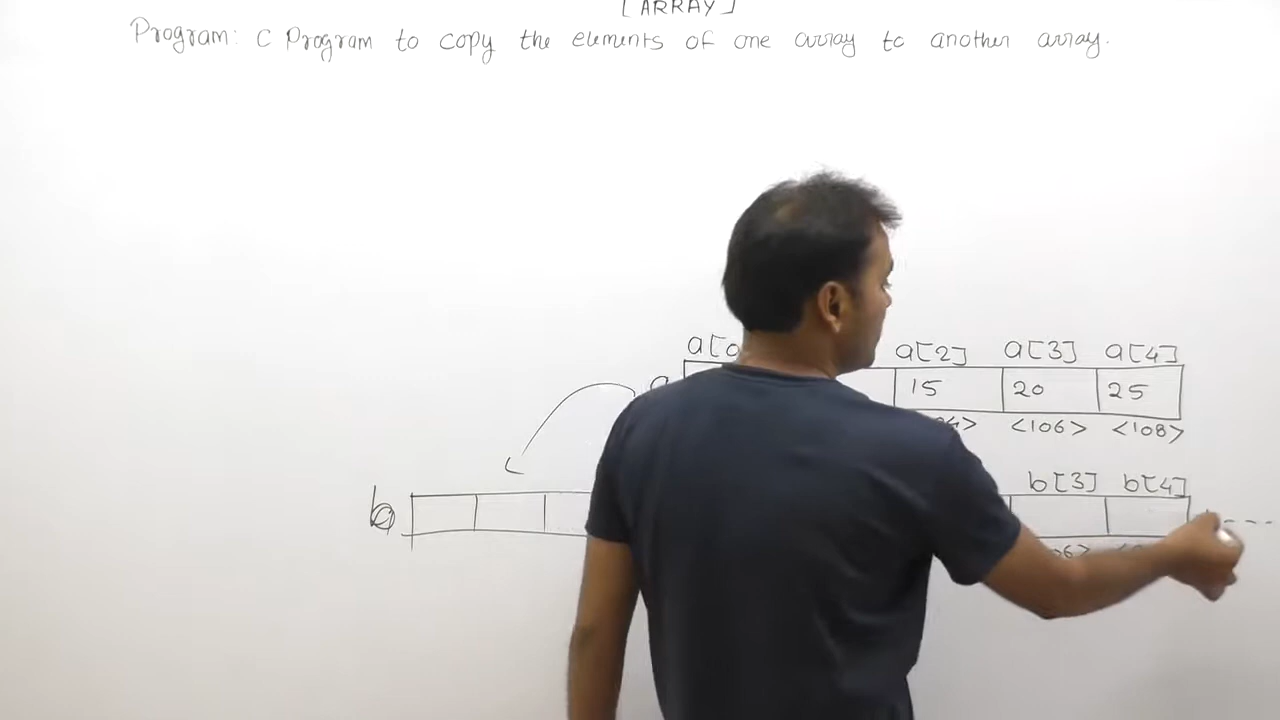 [ARRAY]
Program: C Program to copy the elements of one array to another array.
a[0 a[2] a[3] a[4]
a 15 20 25
<106> <108>
b[3] b[4]
b